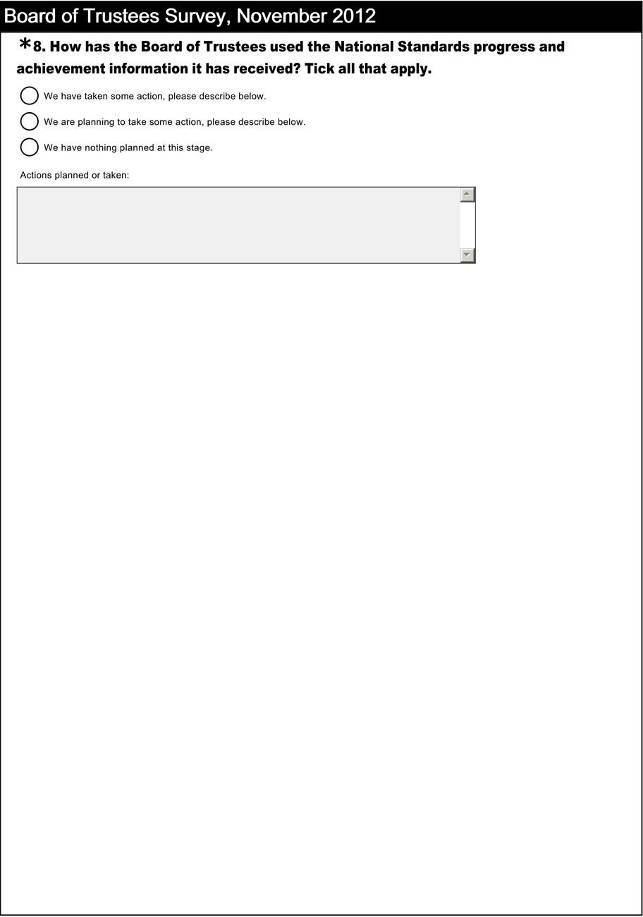 Board of Trustees Survey, November 2012
*8. How has the Board of Trustees used the National Standards progress and
achievement information it has received? Tick all that apply.
We have taken some action, please describe below.
We are planning to take some action, please describe below.
We have nothing planned at this stage.
Actions planned or taken: